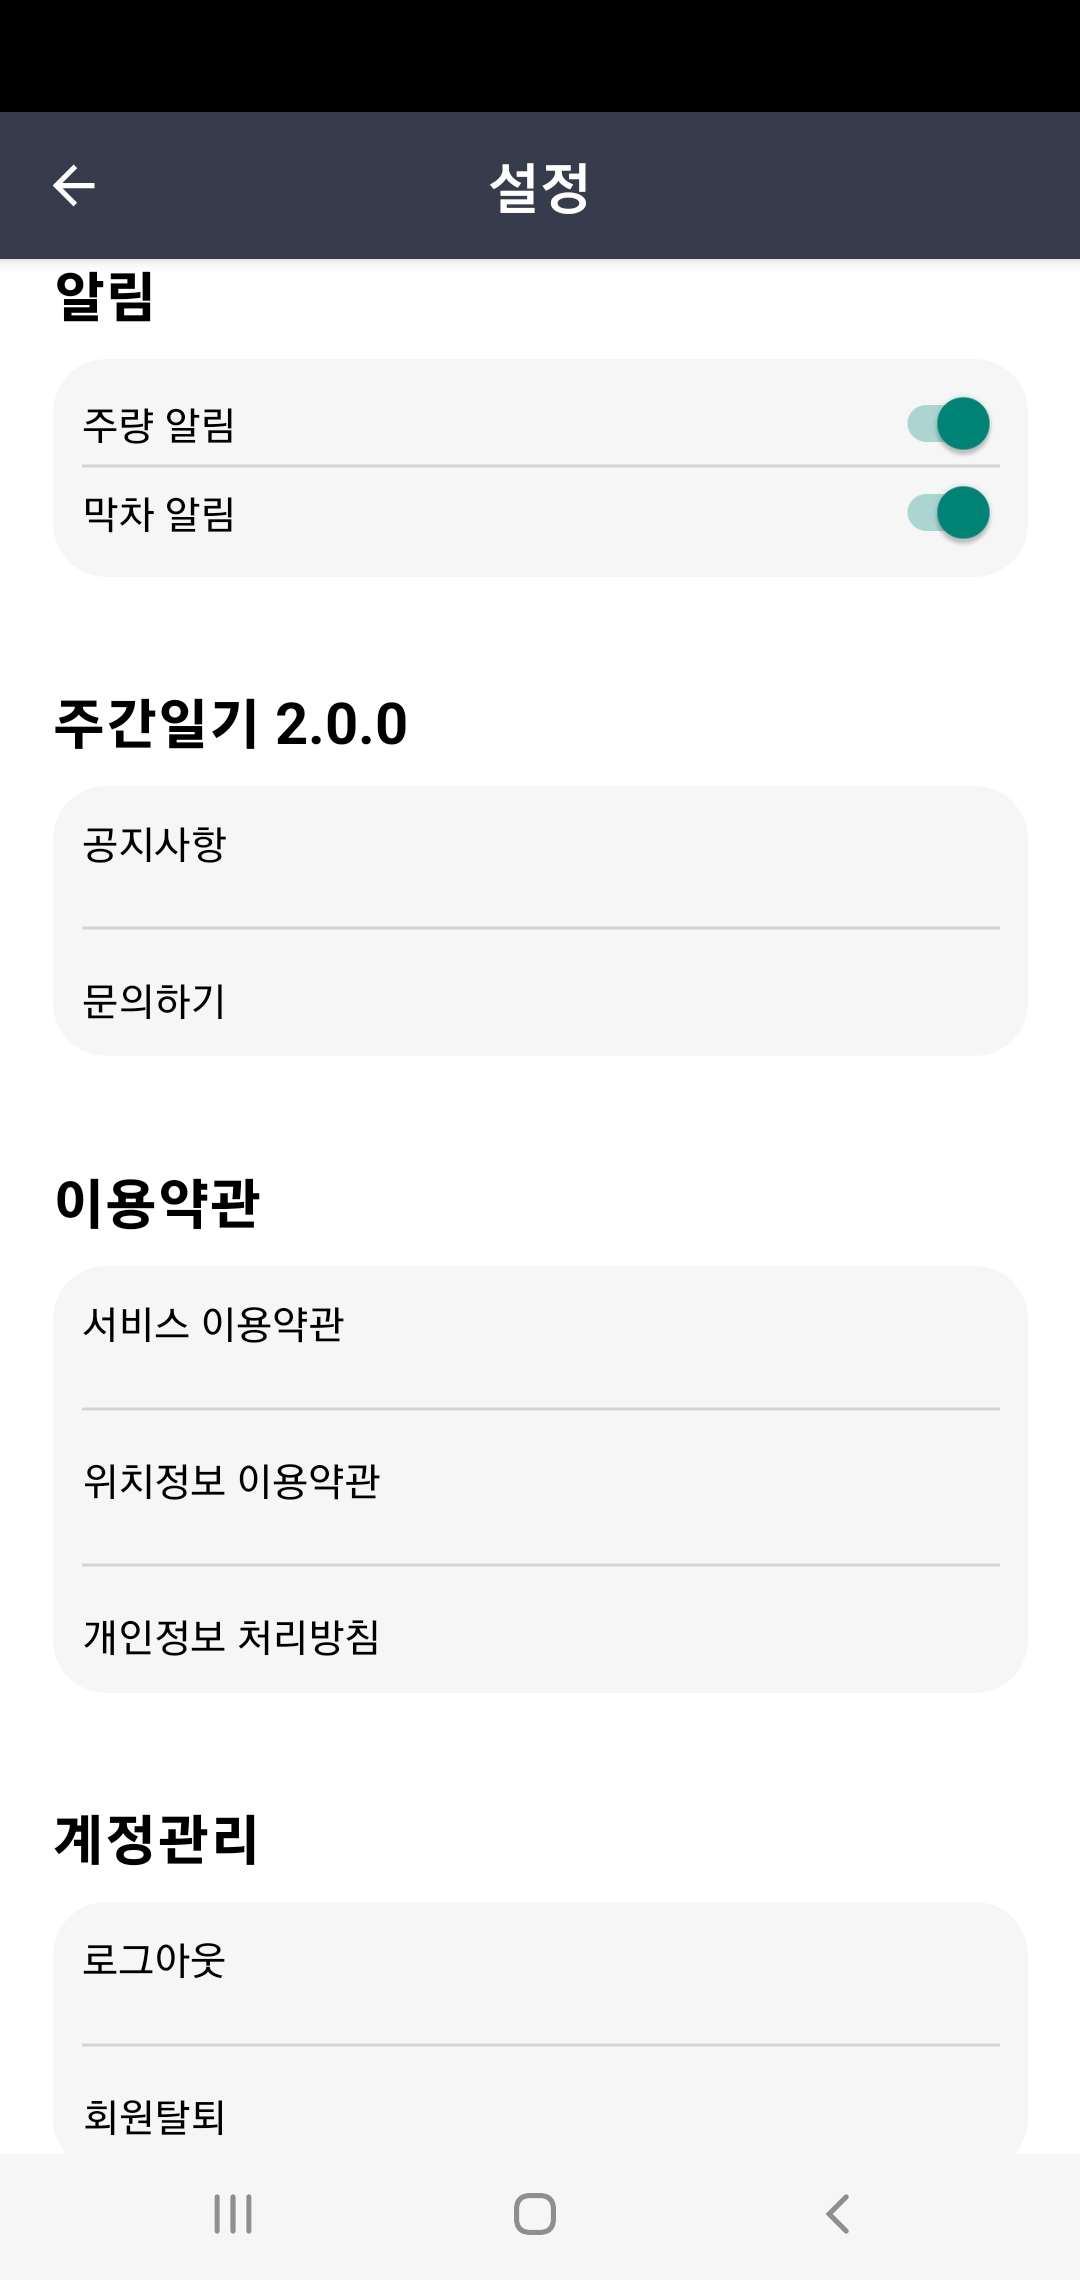 설정
알림
주량 알림
막차 알림
주간일기 2.0.0
공지사항
문의하기
이용약관
서비스 이용약관
위치정보 이용약관
개인정보 처리방침
계정관리
로그아웃
회원탈퇴